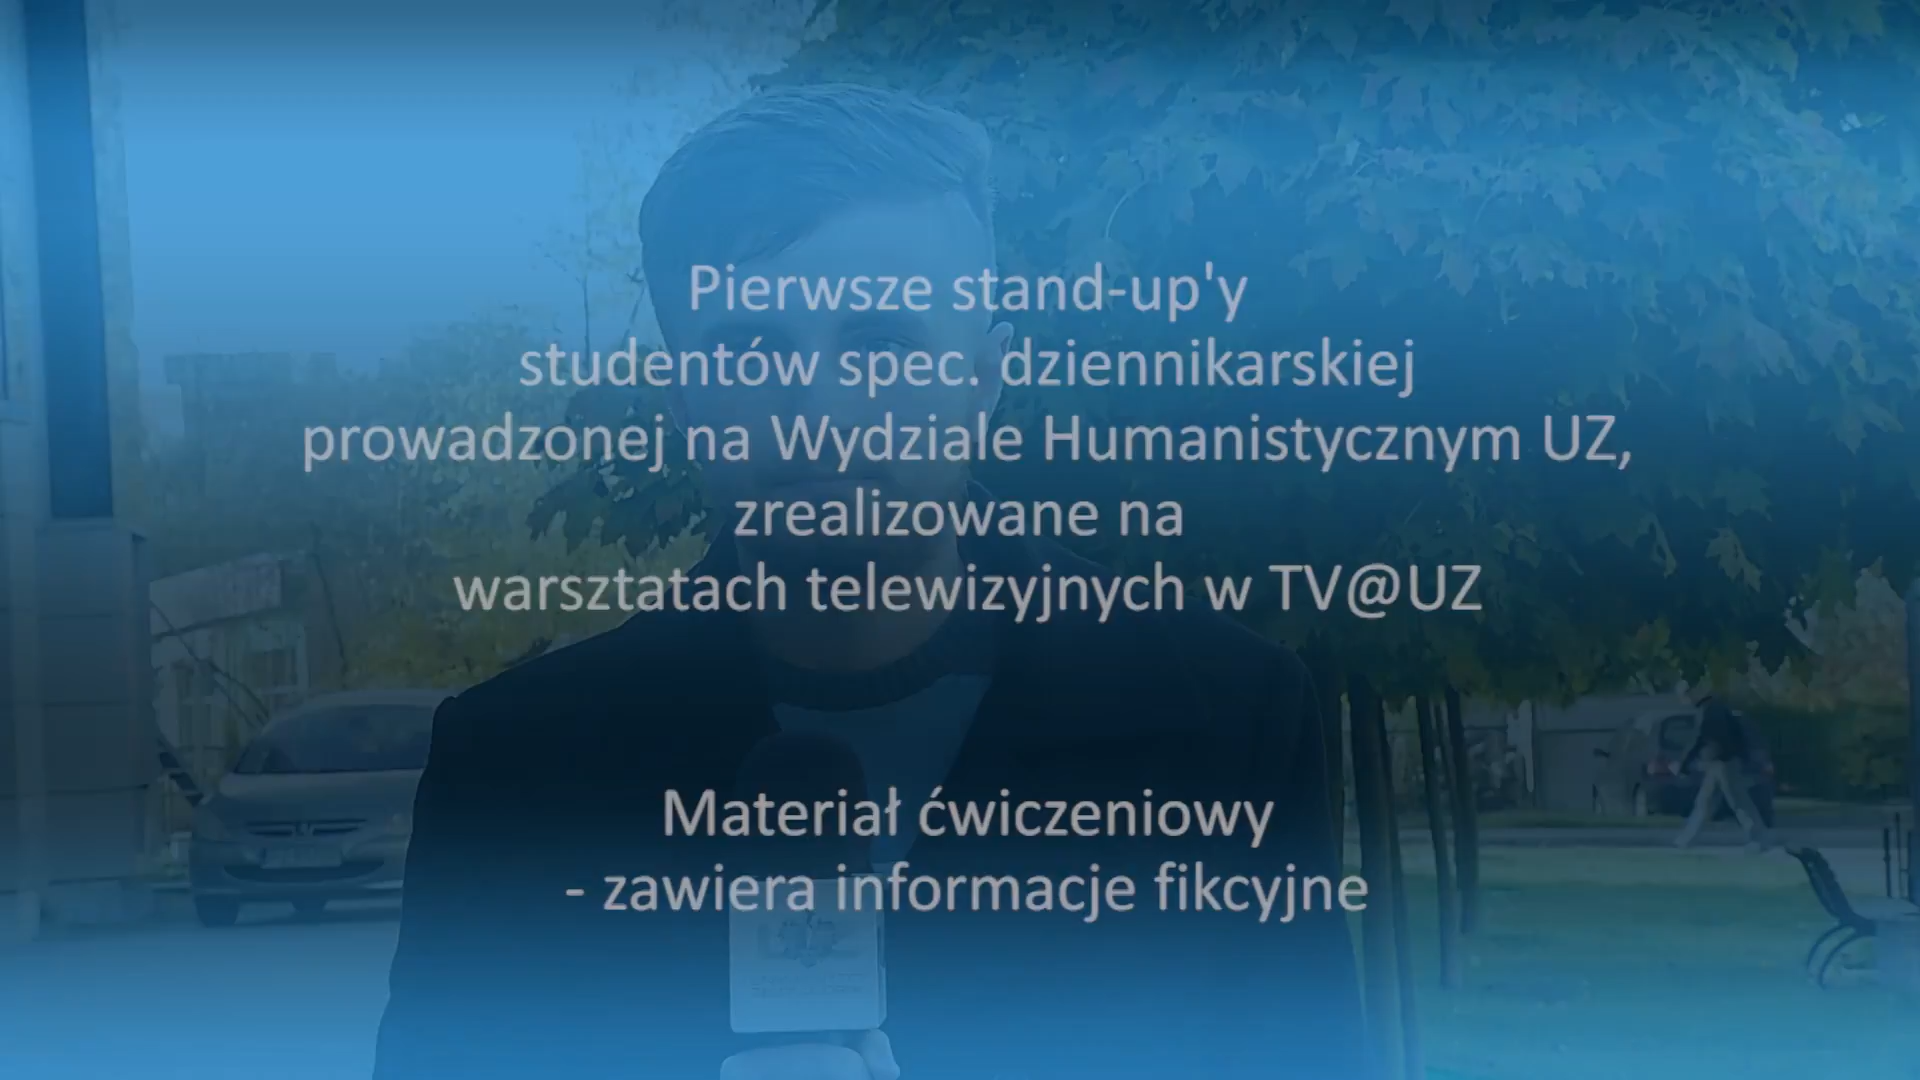 Pierwsze stand-up'y
studentów spec. dziennikarskiej
prowadzonej na Wydziale Humanistycznym UZ,
zrealizowane na
warsztatach telewizyjnych w TV@UZ
Materiał ćwiczeniowy
- zawiera informacje fikcyjne